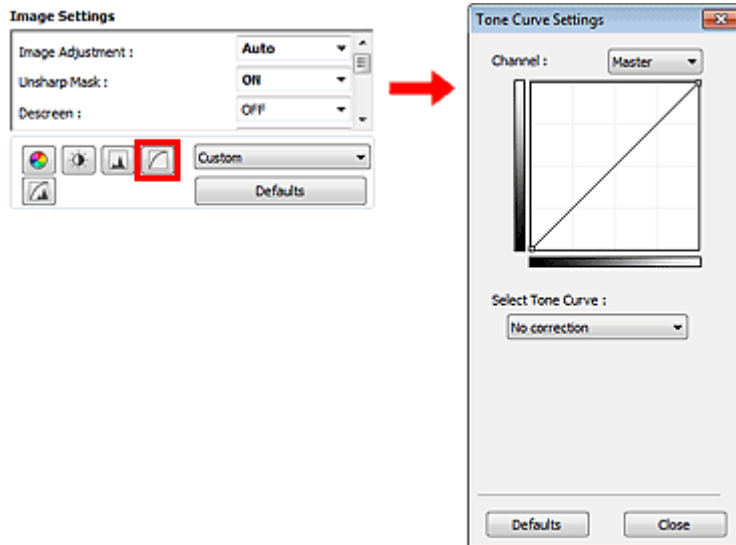 Image Settings
Image Adjustment : Auto
Unsharp Mask : ON
Descreen : OFF
Custom
Defaults
Tone Curve Settings
Channel : Master
Select Tone Curve :
No correction
Defaults Close